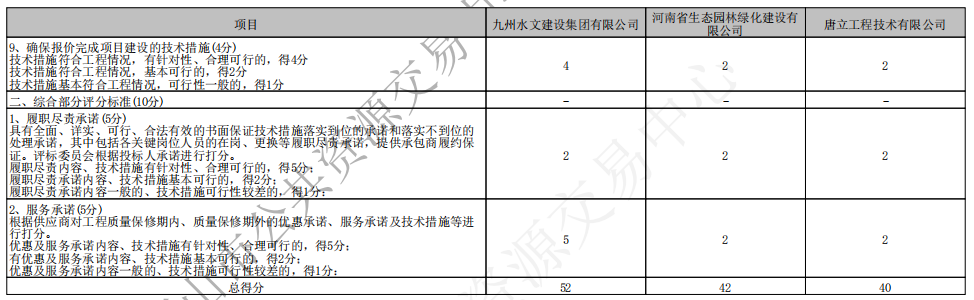 项目 九州水文建设集团有限公司 河南省生态园林绿化建设有限公司 唐立工程技术有限公司
9、确保报价完成项目建设的技术措施(4分)
技术措施符合工程情况，有针对性、合理可行的，得4分
技术措施符合工程情况，基本可行的，得2分
技术措施基本符合工程情况，可行性一般的，得1分
4 2 2
二、综合部分评分标准(10分) - - -
1、履职尽责承诺(5分)
具有全面、详实、可行、合法有效的书面保证技术措施落实到位的承诺和落实不到位的
处理承诺，其中包括各关键岗位人员的在岗、更换等履职尽责承诺，提供承包商履约保
证。评标委员会根据投标人承诺进行打分。
履职尽责内容、技术措施有针对性、合理可行的，得5分；
履职尽责承诺内容、技术措施基本可行的，得2分；
履职尽责承诺内容一般的、技术措施可行性较差的，得1分；
2 2 2
2、服务承诺(5分)
根据供应商对工程质量保修期内、质量保修期外的优惠承诺、服务承诺及技术措施等进
行打分。
优惠及服务承诺内容、技术措施有针对性、合理可行的，得5分；
有优惠及服务承诺内容、技术措施基本可行的，得2分；
优惠及服务承诺内容一般的、技术措施可行性较差的，得1分；
5 2 2
总得分 52 42 40
山市公共资源交易中心
资源交易中心